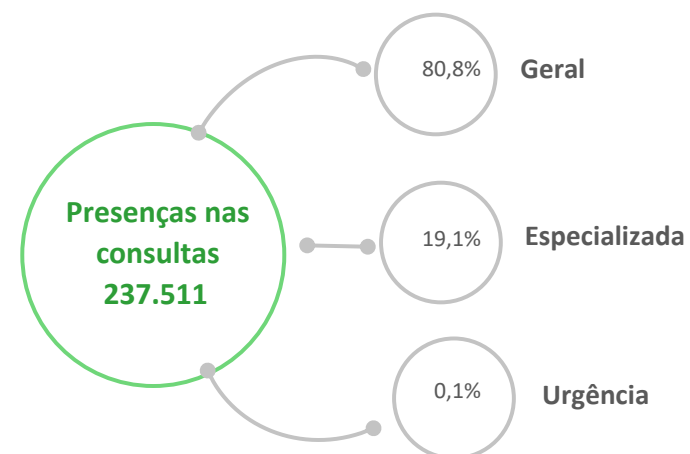 Presenças nas
consultas
237.511
80,8% Geral
19,1% Especializada
0,1% Urgência